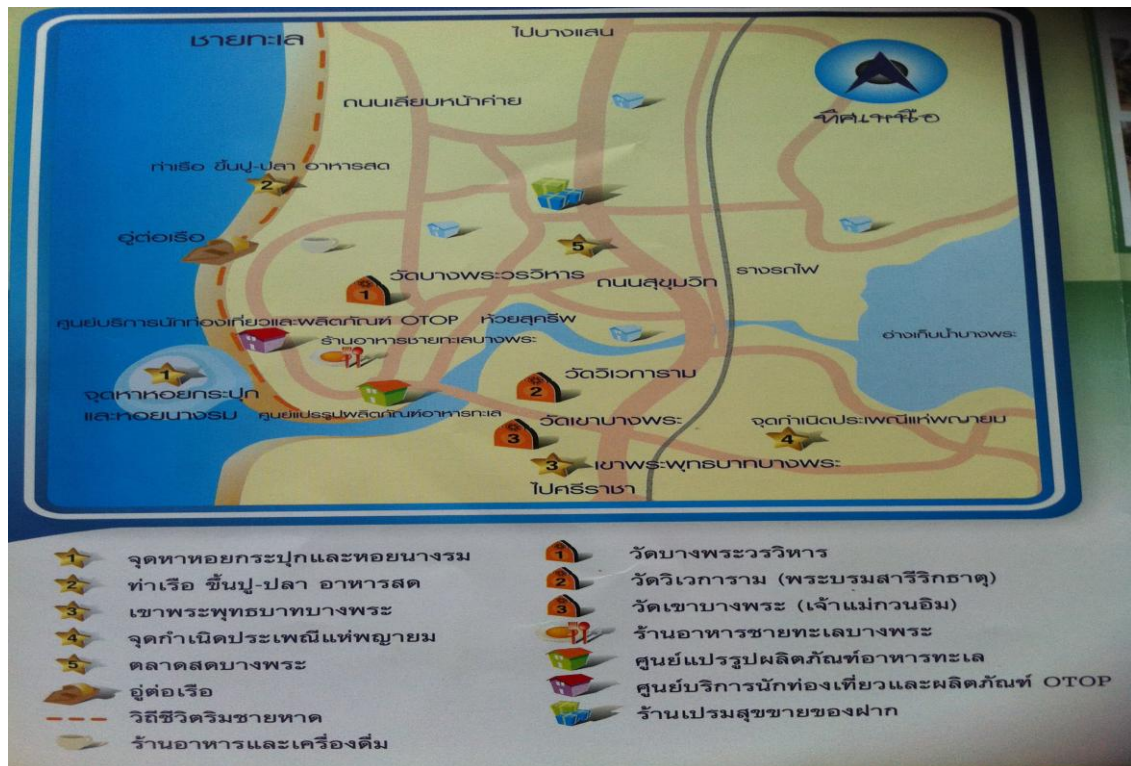 ชายทะเล
ไปบางแสน
ถนนเลียบหน้าค่าย
ทิศเหนือ
ท่าเรือ ขึ้นปู-ปลา อาหารสด
2
อู่ต่อเรือ
5
วัดบางพระวรวิหาร
1
ถนนสุขุมวิท
รางรถไฟ
ศูนย์บริการนักท่องเที่ยวและผลิตภัณฑ์ OTOP
ห้วยสุครีพ
ร้านอาหารชายทะเลบางพระ
อ่างเก็บน้ำบางพระ
1
จุดหาหอยกระปุก
และหอยนางรม
วัดวิเวการาม
2
ศูนย์แปรรูปผลิตภัณฑ์อาหารทะเล
วัดเขาบางพระ
3
จุดกำเนิดประเพณีแห่พญายม
4
3
เขาพระพุทธบาทบางพระ
ไปศรีราชา
1 จุดหาหอยกระปุกและหอยนางรม
2 ท่าเรือ ขึ้นปู-ปลา อาหารสด
3 เขาพระพุทธบาทบางพระ
4 จุดกำเนิดประเพณีแห่พญายม
5 ตลาดสดบางพระ
อู่ต่อเรือ
วิถีชีวิตริมชายหาด
ร้านอาหารและเครื่องดื่ม
1 วัดบางพระวรวิหาร
2 วัดวิเวการาม (พระบรมสารีริกธาตุ)
3 วัดเขาบางพระ (เจ้าแม่กวนอิม)
ร้านอาหารชายทะเลบางพระ
ศูนย์แปรรูปผลิตภัณฑ์อาหารทะเล
ศูนย์บริการนักท่องเที่ยวและผลิตภัณฑ์ OTOP
ร้านเปรมสุขขายของฝาก